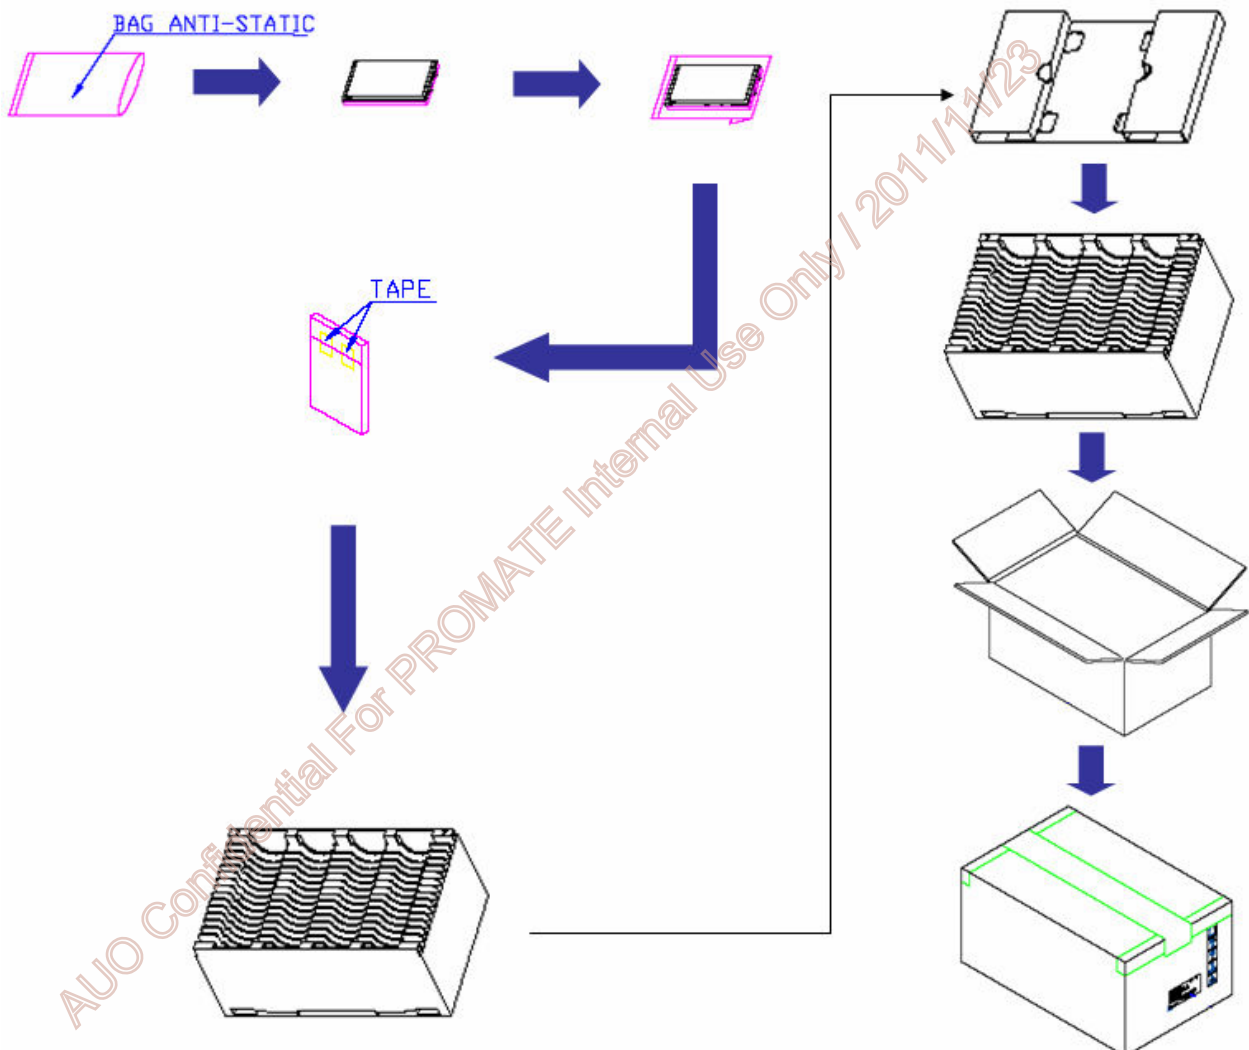 BAG ANTI-STATIC
TAPE
AUO Confidential For PROMATE Internal Use Only / 2011/11/23